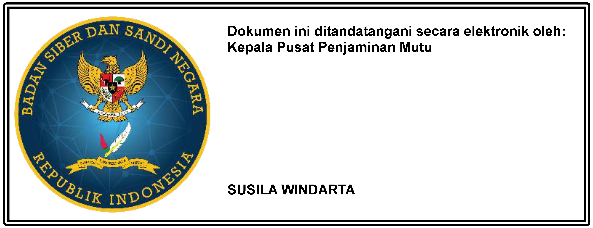 BADAN SIBER DAN SANDI NEGARA
REPUBLIK INDONESIA
Dokumen ini ditandatangani secara elektronik oleh:
Kepala Pusat Penjaminan Mutu
SUSILA WINDARTA